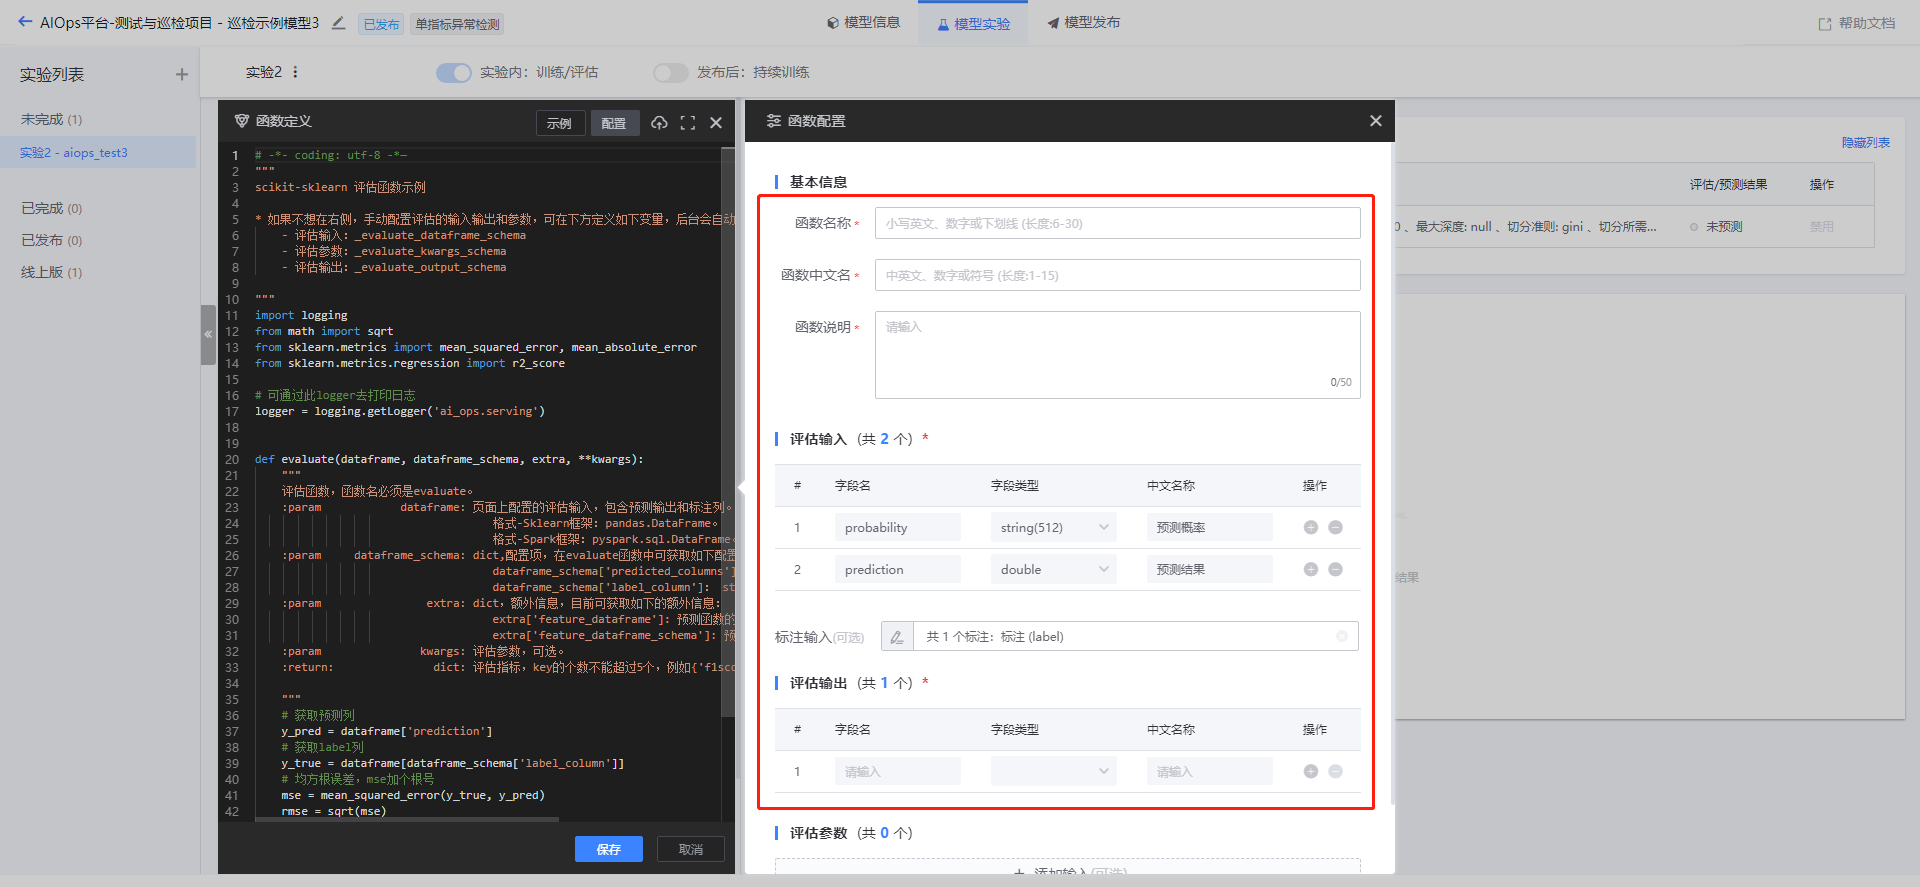 AIOps平台-测试与巡检项目 - 巡检示例模型3
已发布
单指标异常检测
模型信息
模型实验
模型发布
帮助文档
实验列表
实验2
实验内：训练/评估
发布后：持续训练
未完成 (1)
实验2 - aiops_test3
已完成 (0)
已发布 (0)
线上版 (1)
函数定义
示例
配置
1 # -*- coding: utf-8 -*-
2 """
3 scikit-sklearn 评估函数示例
4
5 * 如果不想在右侧，手动配置评估的输入输出和参数，可在下方定义如下变量，后台会自动
6 - 评估输入：_evaluate_dataframe_schema
7 - 评估参数：_evaluate_kwargs_schema
8 - 评估输出：_evaluate_output_schema
9
10 """
11 import logging
12 from math import sqrt
13 from sklearn.metrics import mean_squared_error, mean_absolute_error
14 from sklearn.metrics.regression import r2_score
15
16 # 可通过此logger去打印日志
17 logger = logging.getLogger('ai_ops.serving')
18
19
20 def evaluate(dataframe, dataframe_schema, extra, **kwargs):
21 """
22 评估函数，函数名必须是evaluate。
23 :param dataframe: 页面上配置的评估输入，包含预测输出和标注列。
24 格式-Sklearn框架: pandas.DataFrame。
25 格式-Spark框架: pyspark.sql.DataFrame
26 :param dataframe_schema: dict,配置项，在evaluate函数中可获取如下配置
27 dataframe_schema['predicted_columns']
28 dataframe_schema['label_column']: st
29 :param extra: dict，额外信息，目前可获取如下的额外信息:
30 extra['feature_dataframe']: 预测函数的
31 extra['feature_dataframe_schema']: 预
32 :param kwargs: 评估参数，可选。
33 :return: dict: 评估指标，key的个数不能超过5个，例如{'f1sco
34
35 """
36 # 获取预测列
37 y_pred = dataframe['prediction']
38 # 获取label列
39 y_true = dataframe[dataframe_schema['label_column']]
40 # 均方根误差，mse加个根号
41 mse = mean_squared_error(y_true, y_pred)
42 rmse = sqrt(mse)
保存
取消
函数配置
基本信息
函数名称 *
小写英文、数字或下划线 (长度:6-30)
函数中文名 *
中英文、数字或符号 (长度:1-15)
函数说明 *
请输入
0/50
评估输入 (共 2 个) *
# 字段名 字段类型 中文名称 操作
1 probability string(512) 预测概率
2 prediction double 预测结果
标注输入(可选)
共 1 个标注：标注 (label)
评估输出 (共 1 个) *
# 字段名 字段类型 中文名称 操作
1 请输入 请输入
评估参数 (共 0 个)
+ 添加输入(可选)
隐藏列表
评估/预测结果 操作
0 、最大深度: null 、切分准则: gini 、切分所需... 未预测 禁用
结果